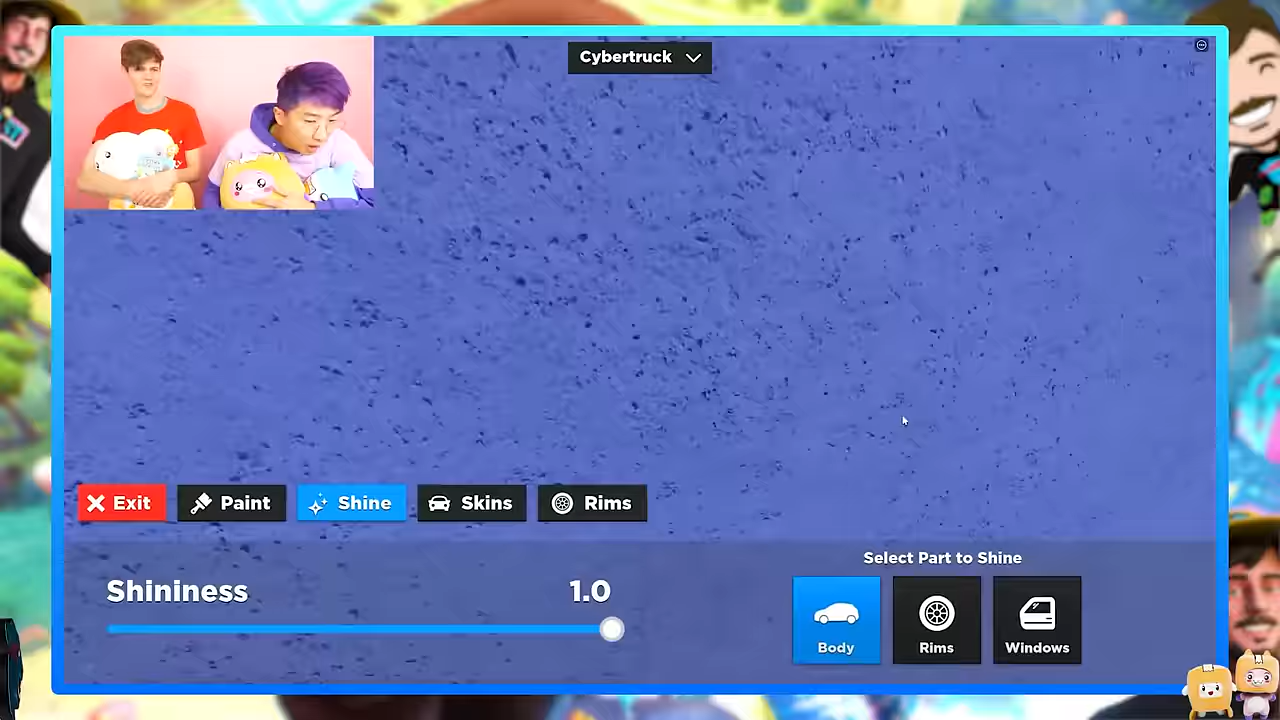 Cybertruck
Exit
Paint
Shine
Skins
Rims
Select Part to Shine
Shininess
1.0
Body
Rims
Windows